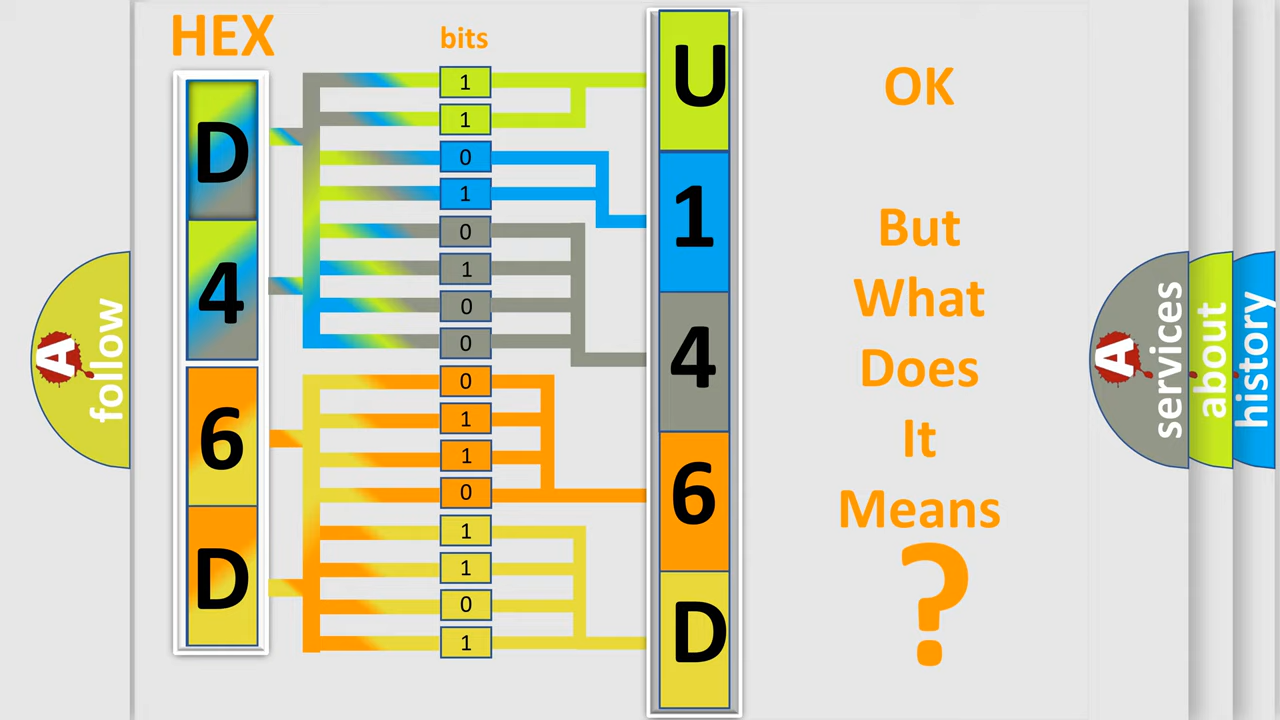 HEX
bits
D
4
6
D
1
1
0
1
0
1
0
0
0
1
1
0
1
1
0
1
U
1
4
6
D
OK
But
What
Does
It
Means
?
A
follow
A
services
about
history